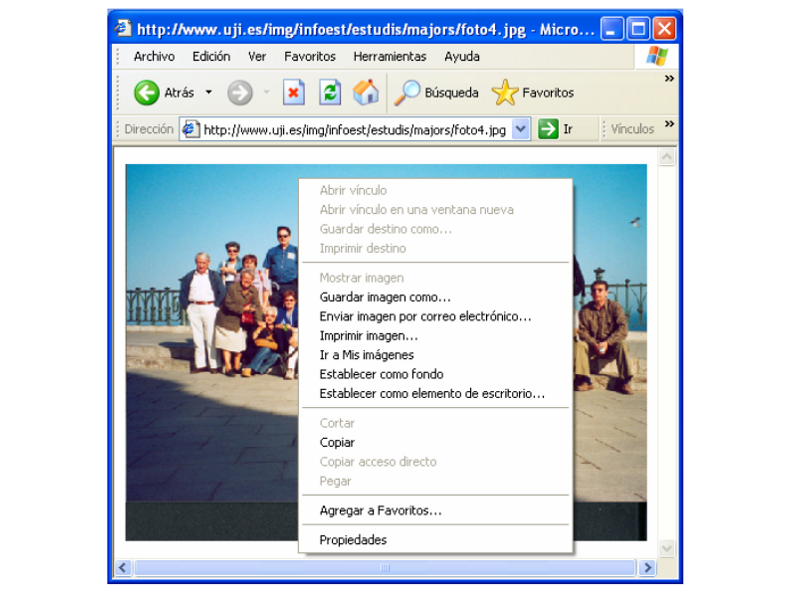 http://www.uji.es/img/infoest/estudis/majors/foto4.jpg - Micro...
Archivo Edición Ver Favoritos Herramientas Ayuda
Atrás Búsqueda Favoritos
Dirección http://www.uji.es/img/infoest/estudis/majors/foto4.jpg Ir Vínculos
Abrir vínculo
Abrir vínculo en una ventana nueva
Guardar destino como...
Imprimir destino
Mostrar imagen
Guardar imagen como...
Enviar imagen por correo electrónico...
Imprimir imagen...
Ir a Mis imágenes
Establecer como fondo
Establecer como elemento de escritorio...
Cortar
Copiar
Copiar acceso directo
Pegar
Agregar a Favoritos...
Propiedades